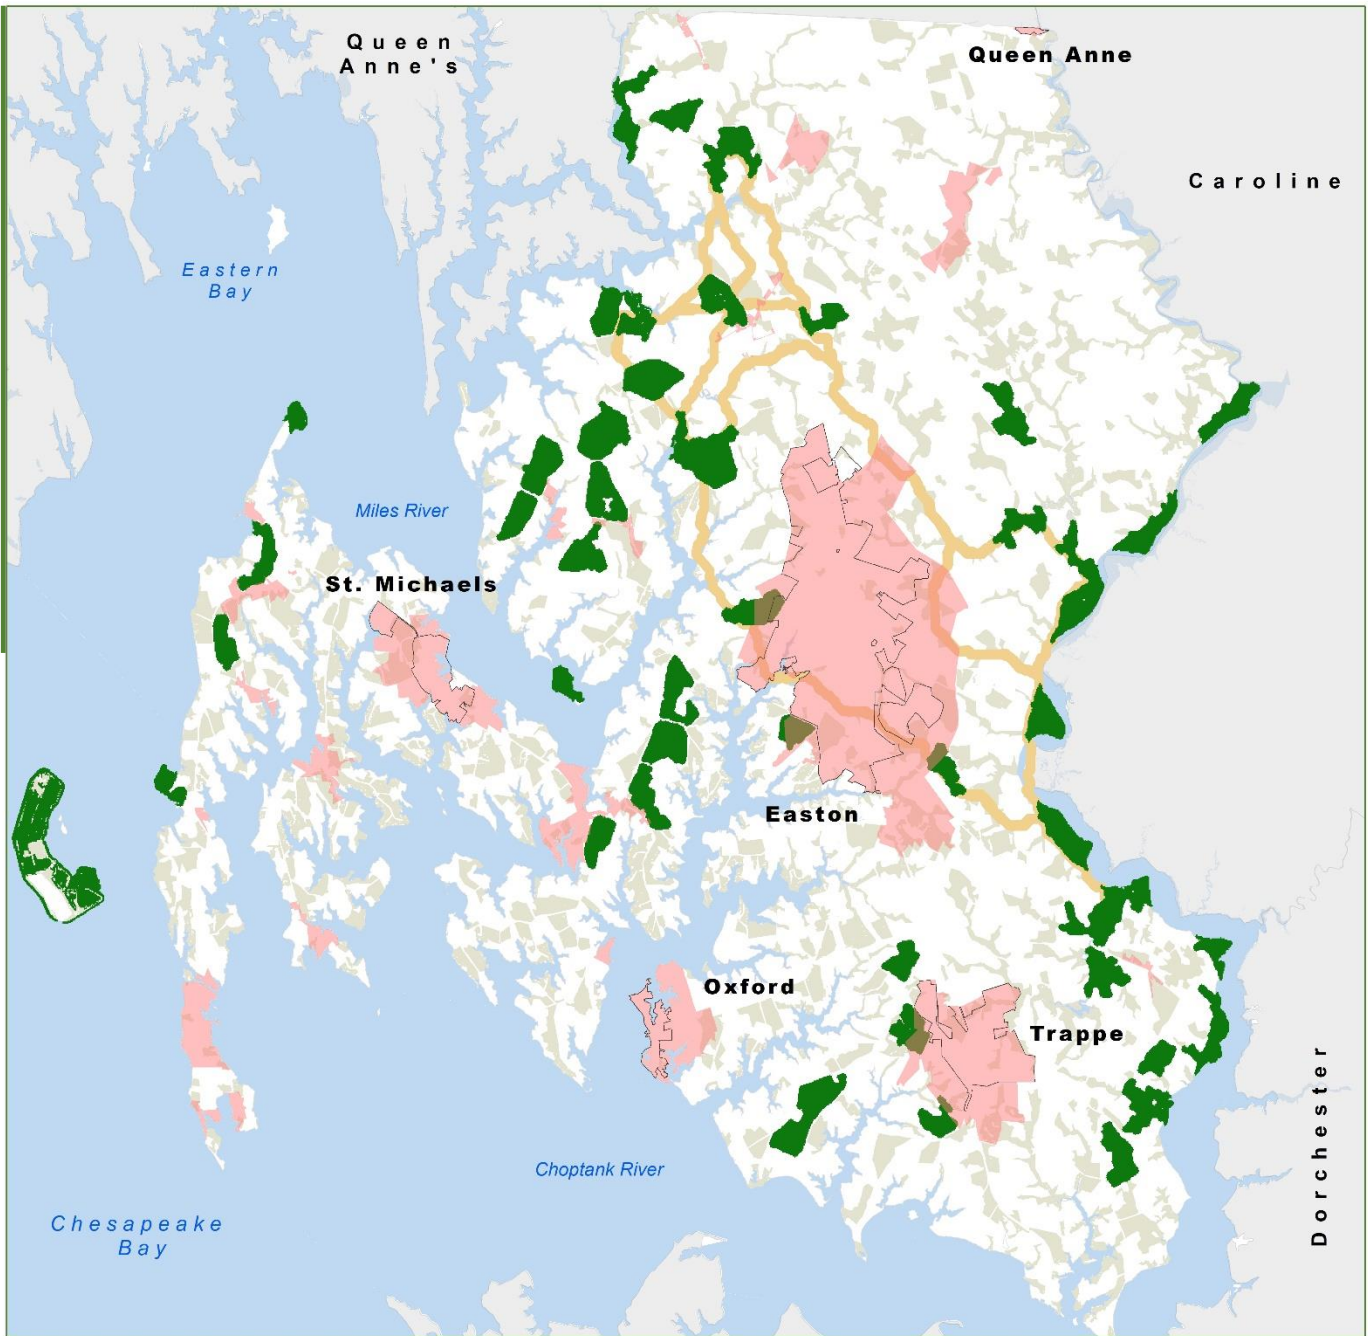 Queen
Anne's
Queen Anne
Caroline
Eastern
Bay
Miles River
St. Michaels
Easton
Oxford
Trappe
Choptank River
Chesapeake
Bay
Dorchester